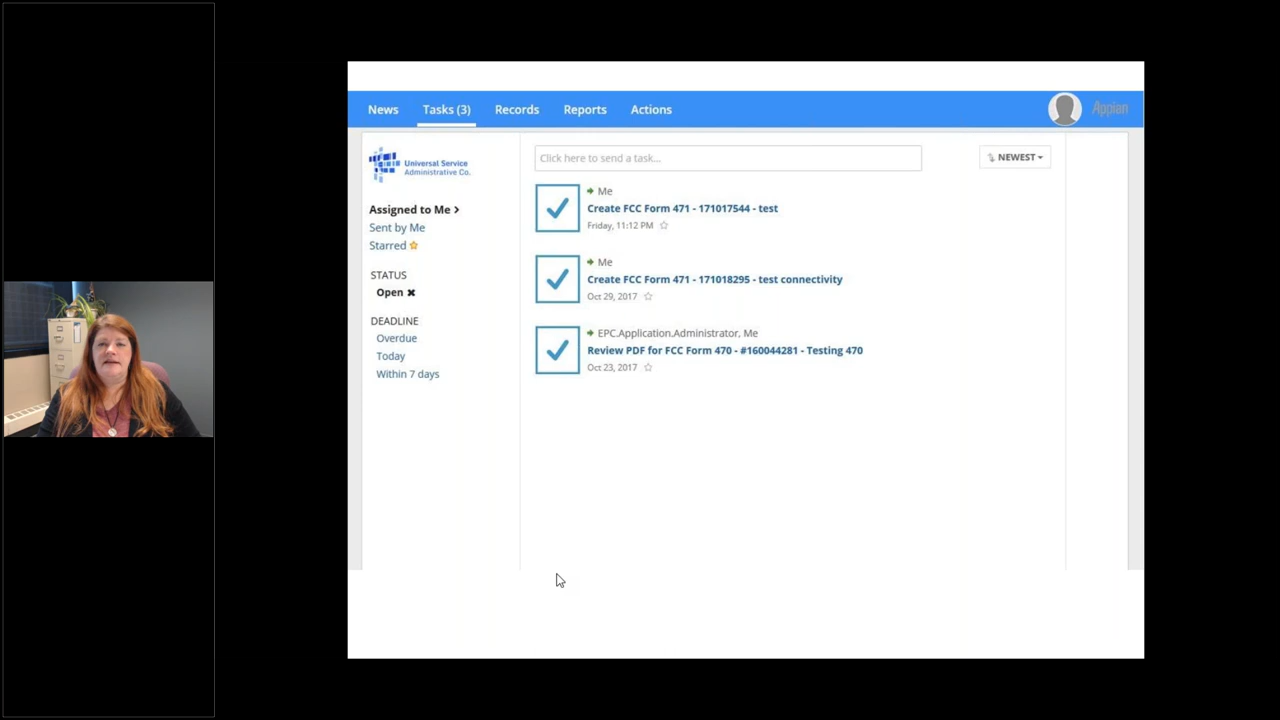 News Tasks (3) Records Reports Actions Appian
Universal Service
Administrative Co.
Assigned to Me
Sent by Me
Starred
STATUS
Open
DEADLINE
Overdue
Today
Within 7 days
Click here to send a task...
NEWEST
Me
Create FCC Form 471 - 171017544 - test
Friday, 11:12 PM
Me
Create FCC Form 471 - 171018295 - test connectivity
Oct 29, 2017
EPC.Application.Administrator, Me
Review PDF for FCC Form 470 - #160044281 - Testing 470
Oct 23, 2017